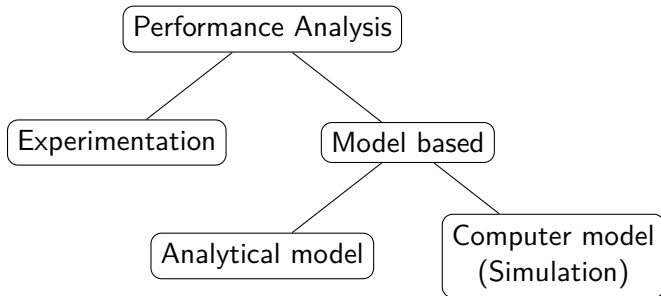 Performance Analysis
Experimentation
Model based
Analytical model
Computer model
(Simulation)